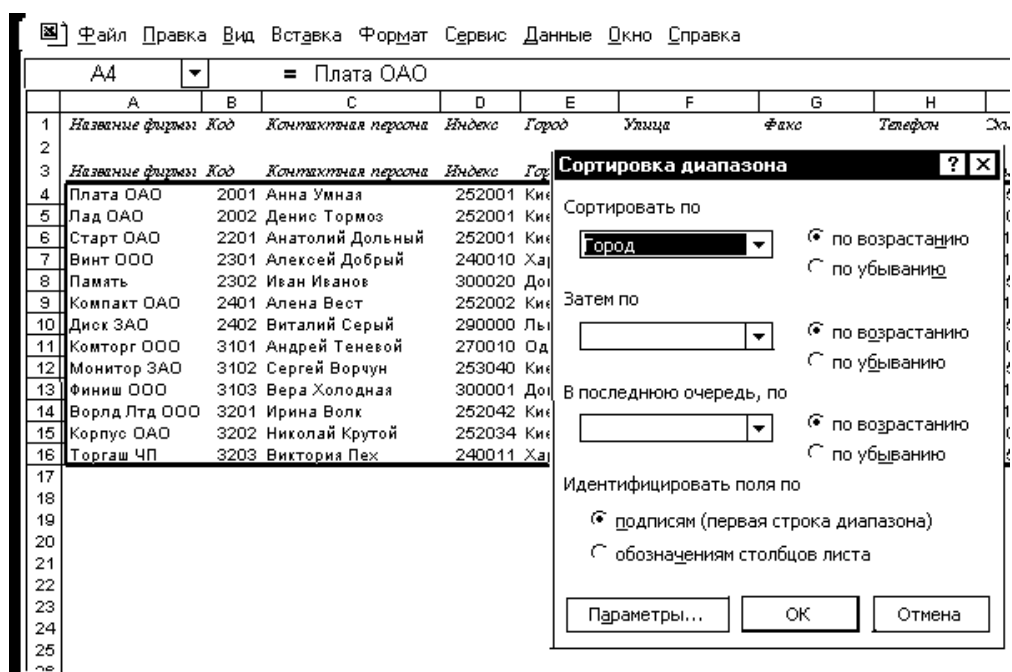 Файл Правка Вид Вставка Формат Сервис Данные Окно Справка
A4 = Плата ОАО
A B C D E F G H
1 Название фирмы Код Контактная персона Индекс Город Улица Факс Телефон
2
3 Название фирмы Код Контактная персона Индекс
4 Плата ОАО 2001 Анна Умная 252001
5 Лад ОАО 2002 Денис Тормоз 252001
6 Старт ОАО 2201 Анатолий Дольный 252001
7 Винт ООО 2301 Алексей Добрый 240010
8 Память 2302 Иван Иванов 300020
9 Компакт ОАО 2401 Алена Вест 252002
10 Диск ЗАО 2402 Виталий Серый 290000
11 Комторг ООО 3101 Андрей Теневой 270010
12 Монитор ЗАО 3102 Сергей Ворчун 253040
13 Финиш ООО 3103 Вера Холодная 300001
14 Ворлд Лтд ООО 3201 Ирина Волк 252042
15 Корпус ОАО 3202 Николай Крутой 252034
16 Торгаш ЧП 3203 Виктория Пех 240011
17
18
19
20
21
22
23
24
25
Сортировка диапазона ? X
Сортировать по
Город
по возрастанию
по убыванию
Затем по
по возрастанию
по убыванию
В последнюю очередь, по
по возрастанию
по убыванию
Идентифицировать поля по
подписям (первая строка диапазона)
обозначениям столбцов листа
Параметры... ОК Отмена